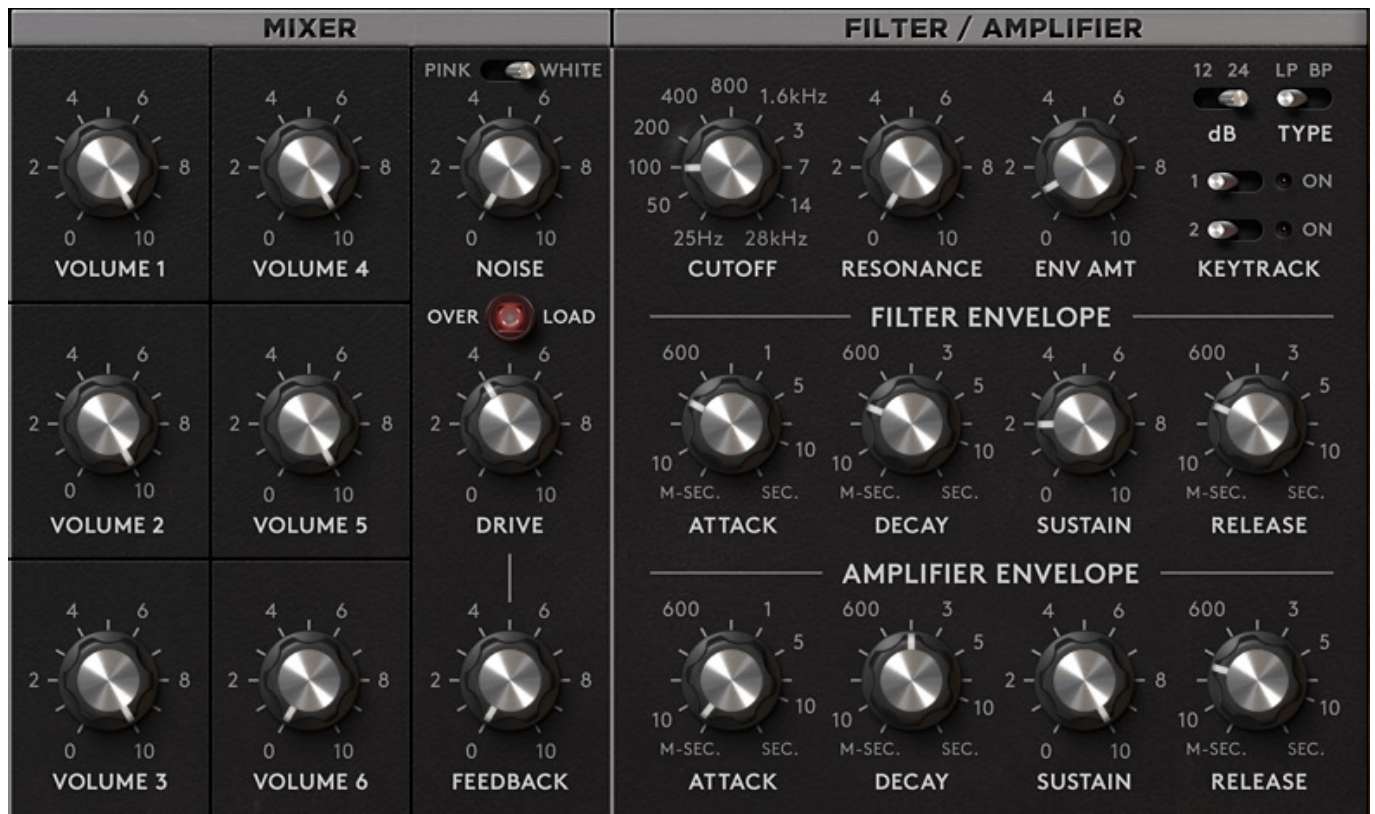 MIXER
PINK WHITE
4 6
2 8
0 10
VOLUME 1
4 6
2 8
0 10
VOLUME 4
4 6
2 8
0 10
NOISE
4 6
2 8
0 10
VOLUME 2
4 6
2 8
0 10
VOLUME 5
OVER LOAD
4 6
2 8
0 10
DRIVE
4 6
2 8
0 10
VOLUME 3
4 6
2 8
0 10
VOLUME 6
4 6
2 8
0 10
FEEDBACK
FILTER / AMPLIFIER
400 800 1.6kHz
200 3
100 7
50 14
25Hz 28kHz
CUTOFF
4 6
2 8
0 10
RESONANCE
4 6
2 8
0 10
ENV AMT
12 24
dB
LP BP
TYPE
1 ON
2 ON
KEYTRACK
FILTER ENVELOPE
600 1
5
10 10
M-SEC. SEC.
ATTACK
600 3
5
10 10
M-SEC. SEC.
DECAY
4 6
2 8
0 10
SUSTAIN
600 3
5
10 10
M-SEC. SEC.
RELEASE
AMPLIFIER ENVELOPE
600 1
5
10 10
M-SEC. SEC.
ATTACK
600 3
5
10 10
M-SEC. SEC.
DECAY
4 6
2 8
0 10
SUSTAIN
600 3
5
10 10
M-SEC. SEC.
RELEASE